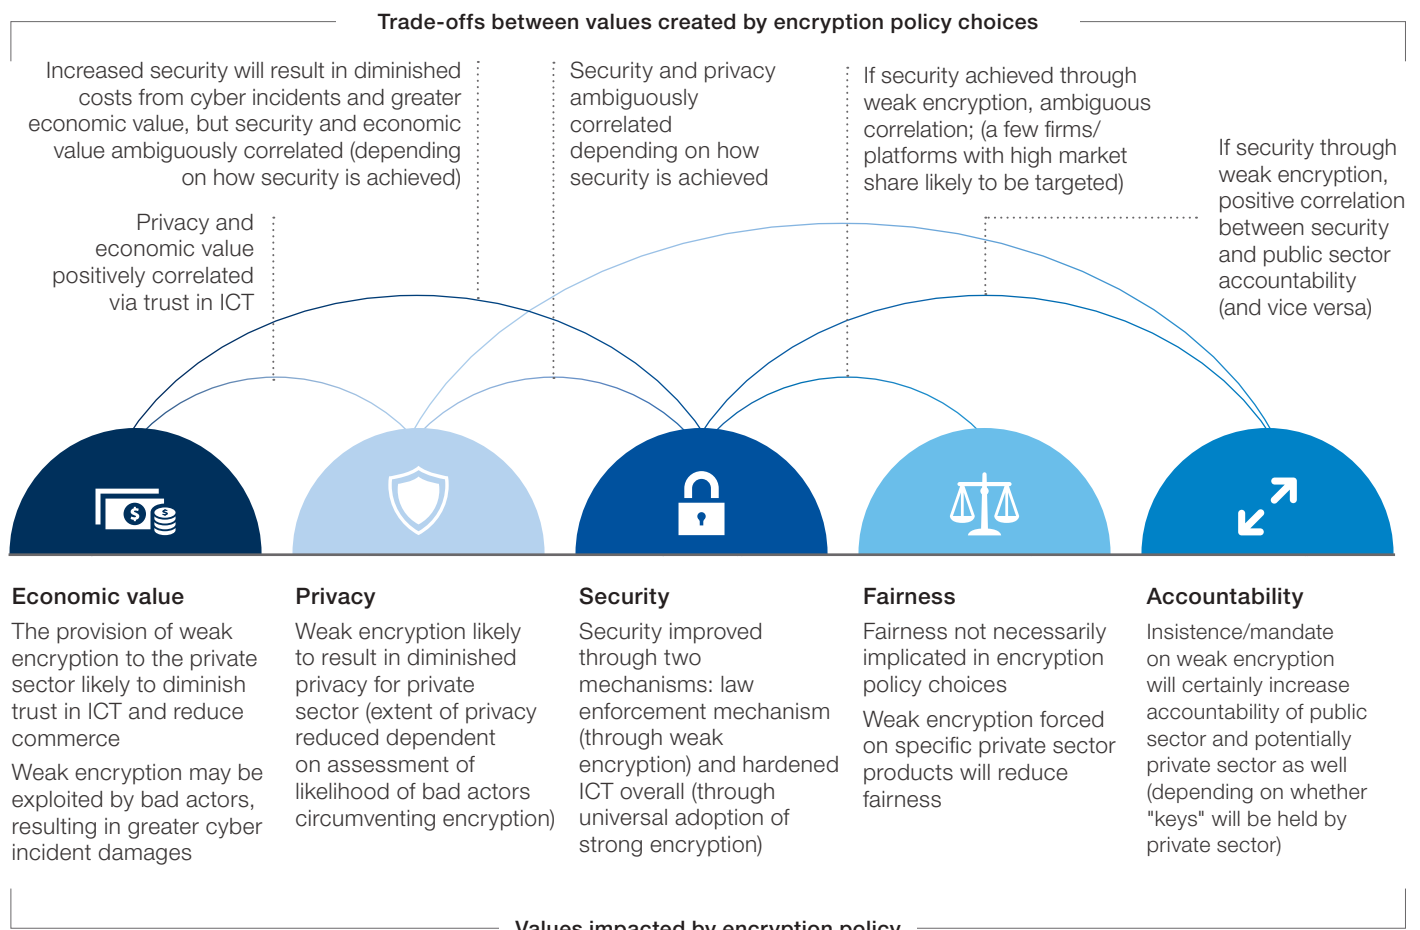 Trade-offs between values created by encryption policy choices
Increased security will result in diminished
costs from cyber incidents and greater
economic value, but security and economic
value ambiguously correlated (depending
on how security is achieved)
Security and privacy
ambiguously
correlated
depending on how
security is achieved
If security achieved through
weak encryption, ambiguous
correlation; (a few firms/
platforms with high market
share likely to be targeted)
If security through
weak encryption,
positive correlation
between security
and public sector
accountability
(and vice versa)
Privacy and
economic value
positively correlated
via trust in ICT
$
$
Economic value
The provision of weak
encryption to the private
sector likely to diminish
trust in ICT and reduce
commerce
Weak encryption may be
exploited by bad actors,
resulting in greater cyber
incident damages
Privacy
Weak encryption likely
to result in diminished
privacy for private
sector (extent of privacy
reduced dependent
on assessment of
likelihood of bad actors
circumventing encryption)
Security
Security improved
through two
mechanisms: law
enforcement mechanism
(through weak
encryption) and hardened
ICT overall (through
universal adoption of
strong encryption)
Fairness
Fairness not necessarily
implicated in encryption
policy choices
Weak encryption forced
on specific private sector
products will reduce
fairness
Accountability
Insistence/mandate
on weak encryption
will certainly increase
accountability of public
sector and potentially
private sector as well
(depending on whether
"keys" will be held by
private sector)
Values impacted by encryption policy